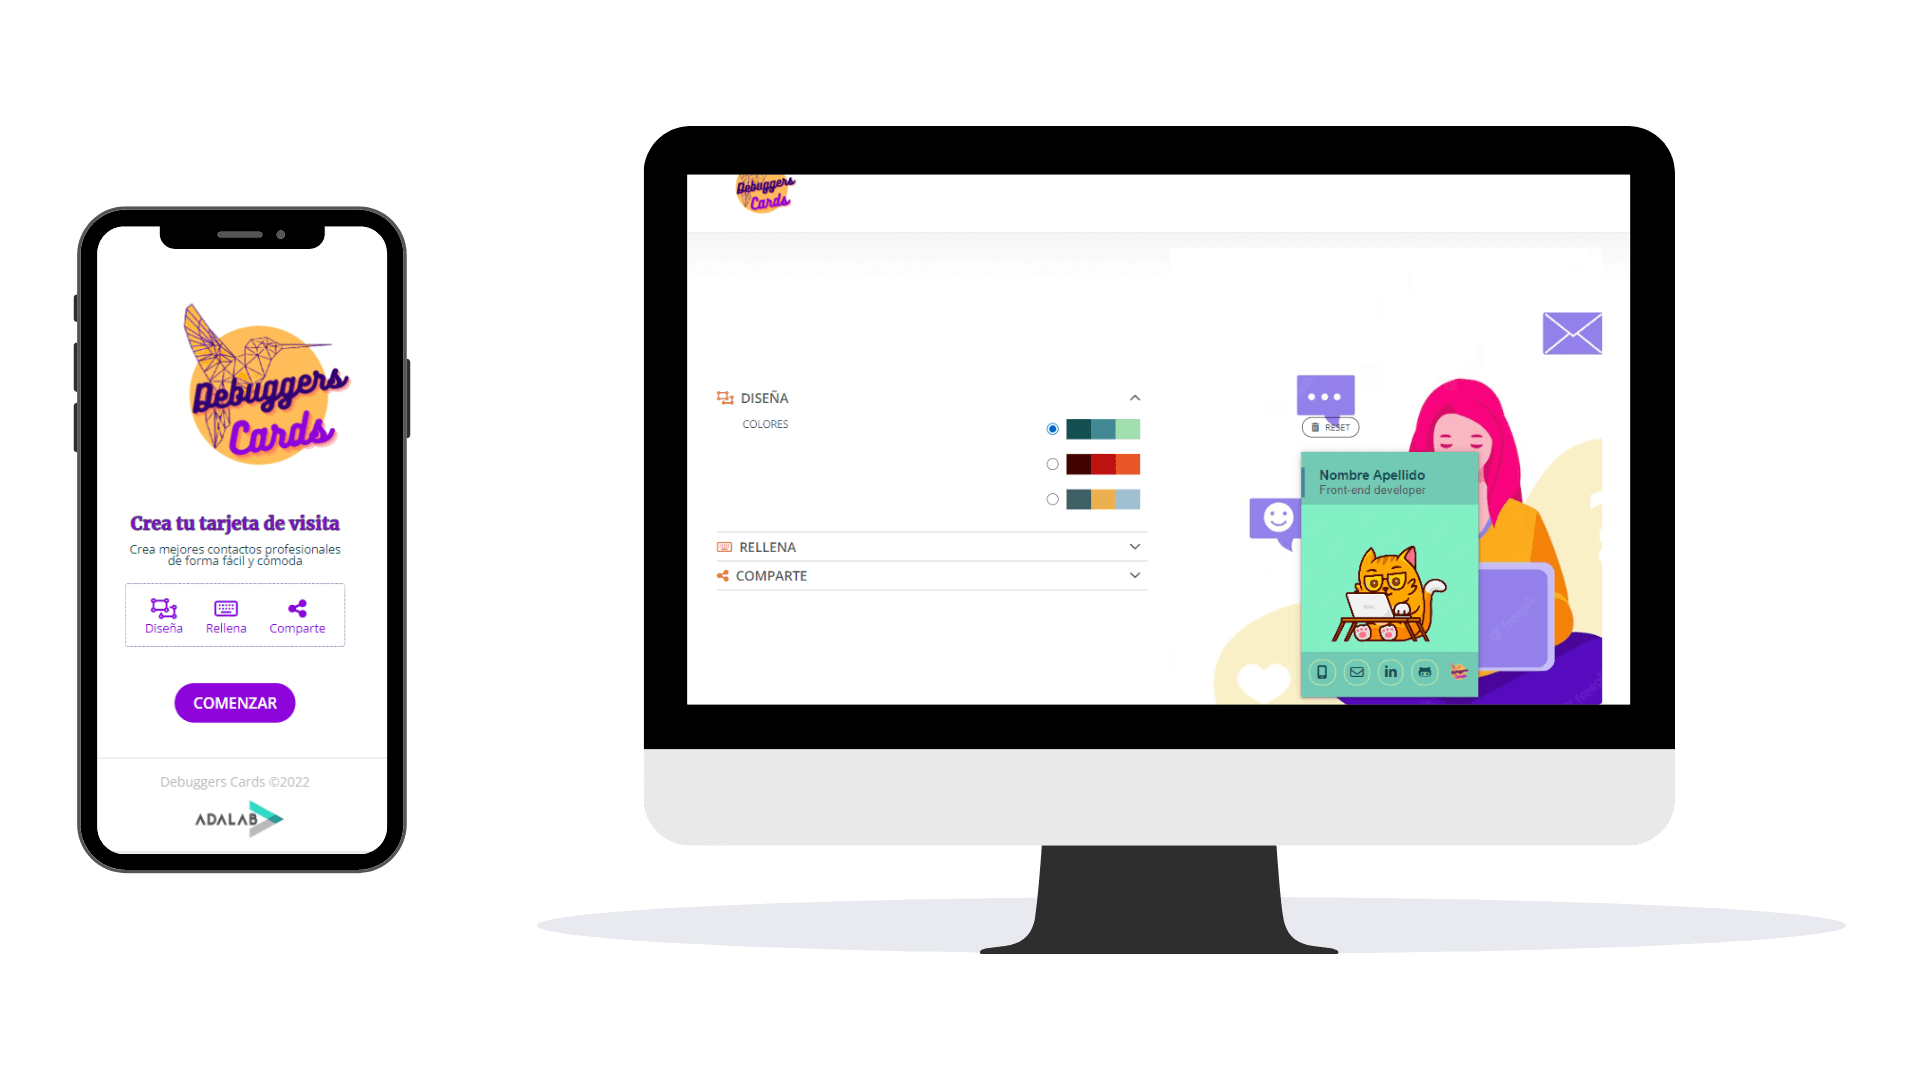 Debuggers
Cards
Crea tu tarjeta de visita
Crea mejores contactos profesionales
de forma fácil y cómoda
Diseña Rellena Comparte
COMENZAR
Debuggers Cards ©2022
ADALAB
Debuggers
Cards
DISEÑA
COLORES
RELLENA
COMPARTE
RESET
Nombre Apellido
Front-end developer
in